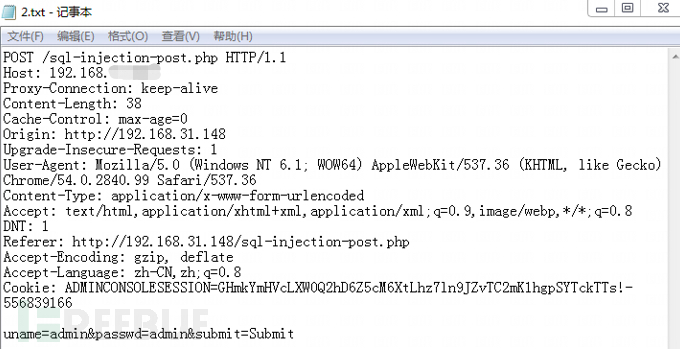 2.txt - 记事本
文件(F) 编辑(E) 格式(O) 查看(V) 帮助(H)
POST /sql-injection-post.php HTTP/1.1
Host: 192.168.
Proxy-Connection: keep-alive
Content-Length: 38
Cache-Control: max-age=0
Origin: http://192.168.31.148
Upgrade-Insecure-Requests: 1
User-Agent: Mozilla/5.0 (Windows NT 6.1; WOW64) AppleWebKit/537.36 (KHTML, like Gecko)
Chrome/54.0.2840.99 Safari/537.36
Content-Type: application/x-www-form-urlencoded
Accept: text/html,application/xhtml+xml,application/xml;q=0.9,image/webp,*/*;q=0.8
DNT: 1
Referer: http://192.168.31.148/sql-injection-post.php
Accept-Encoding: gzip, deflate
Accept-Language: zh-CN,zh;q=0.8
Cookie: ADMINCONSOLESESSION=GHmkYmHVcLXWOQ2hD6Z5cM6XtLhz7ln9JZvTC2mK1hgpSYTckTTs!-
556839166
uname=admin&passwd=admin&submit=Submit